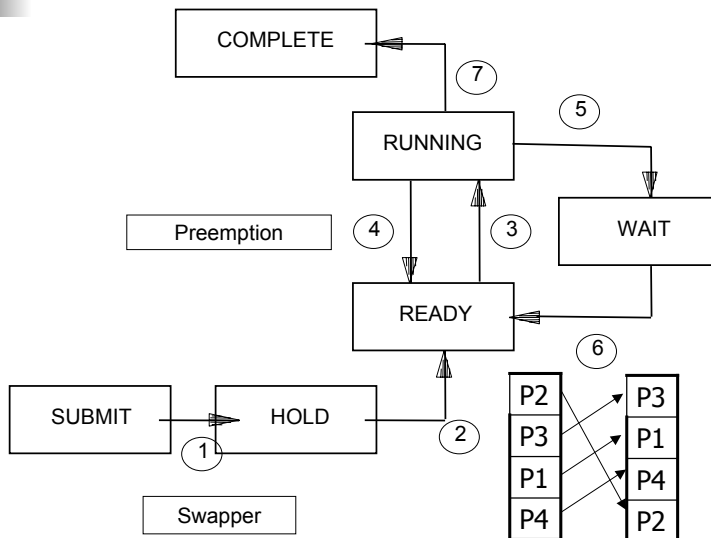 COMPLETE
7
5
RUNNING
Preemption
4
3
WAIT
READY
6
SUBMIT
HOLD
1
2
P2
P3
P1
P4
P3
P1
P4
P2
Swapper